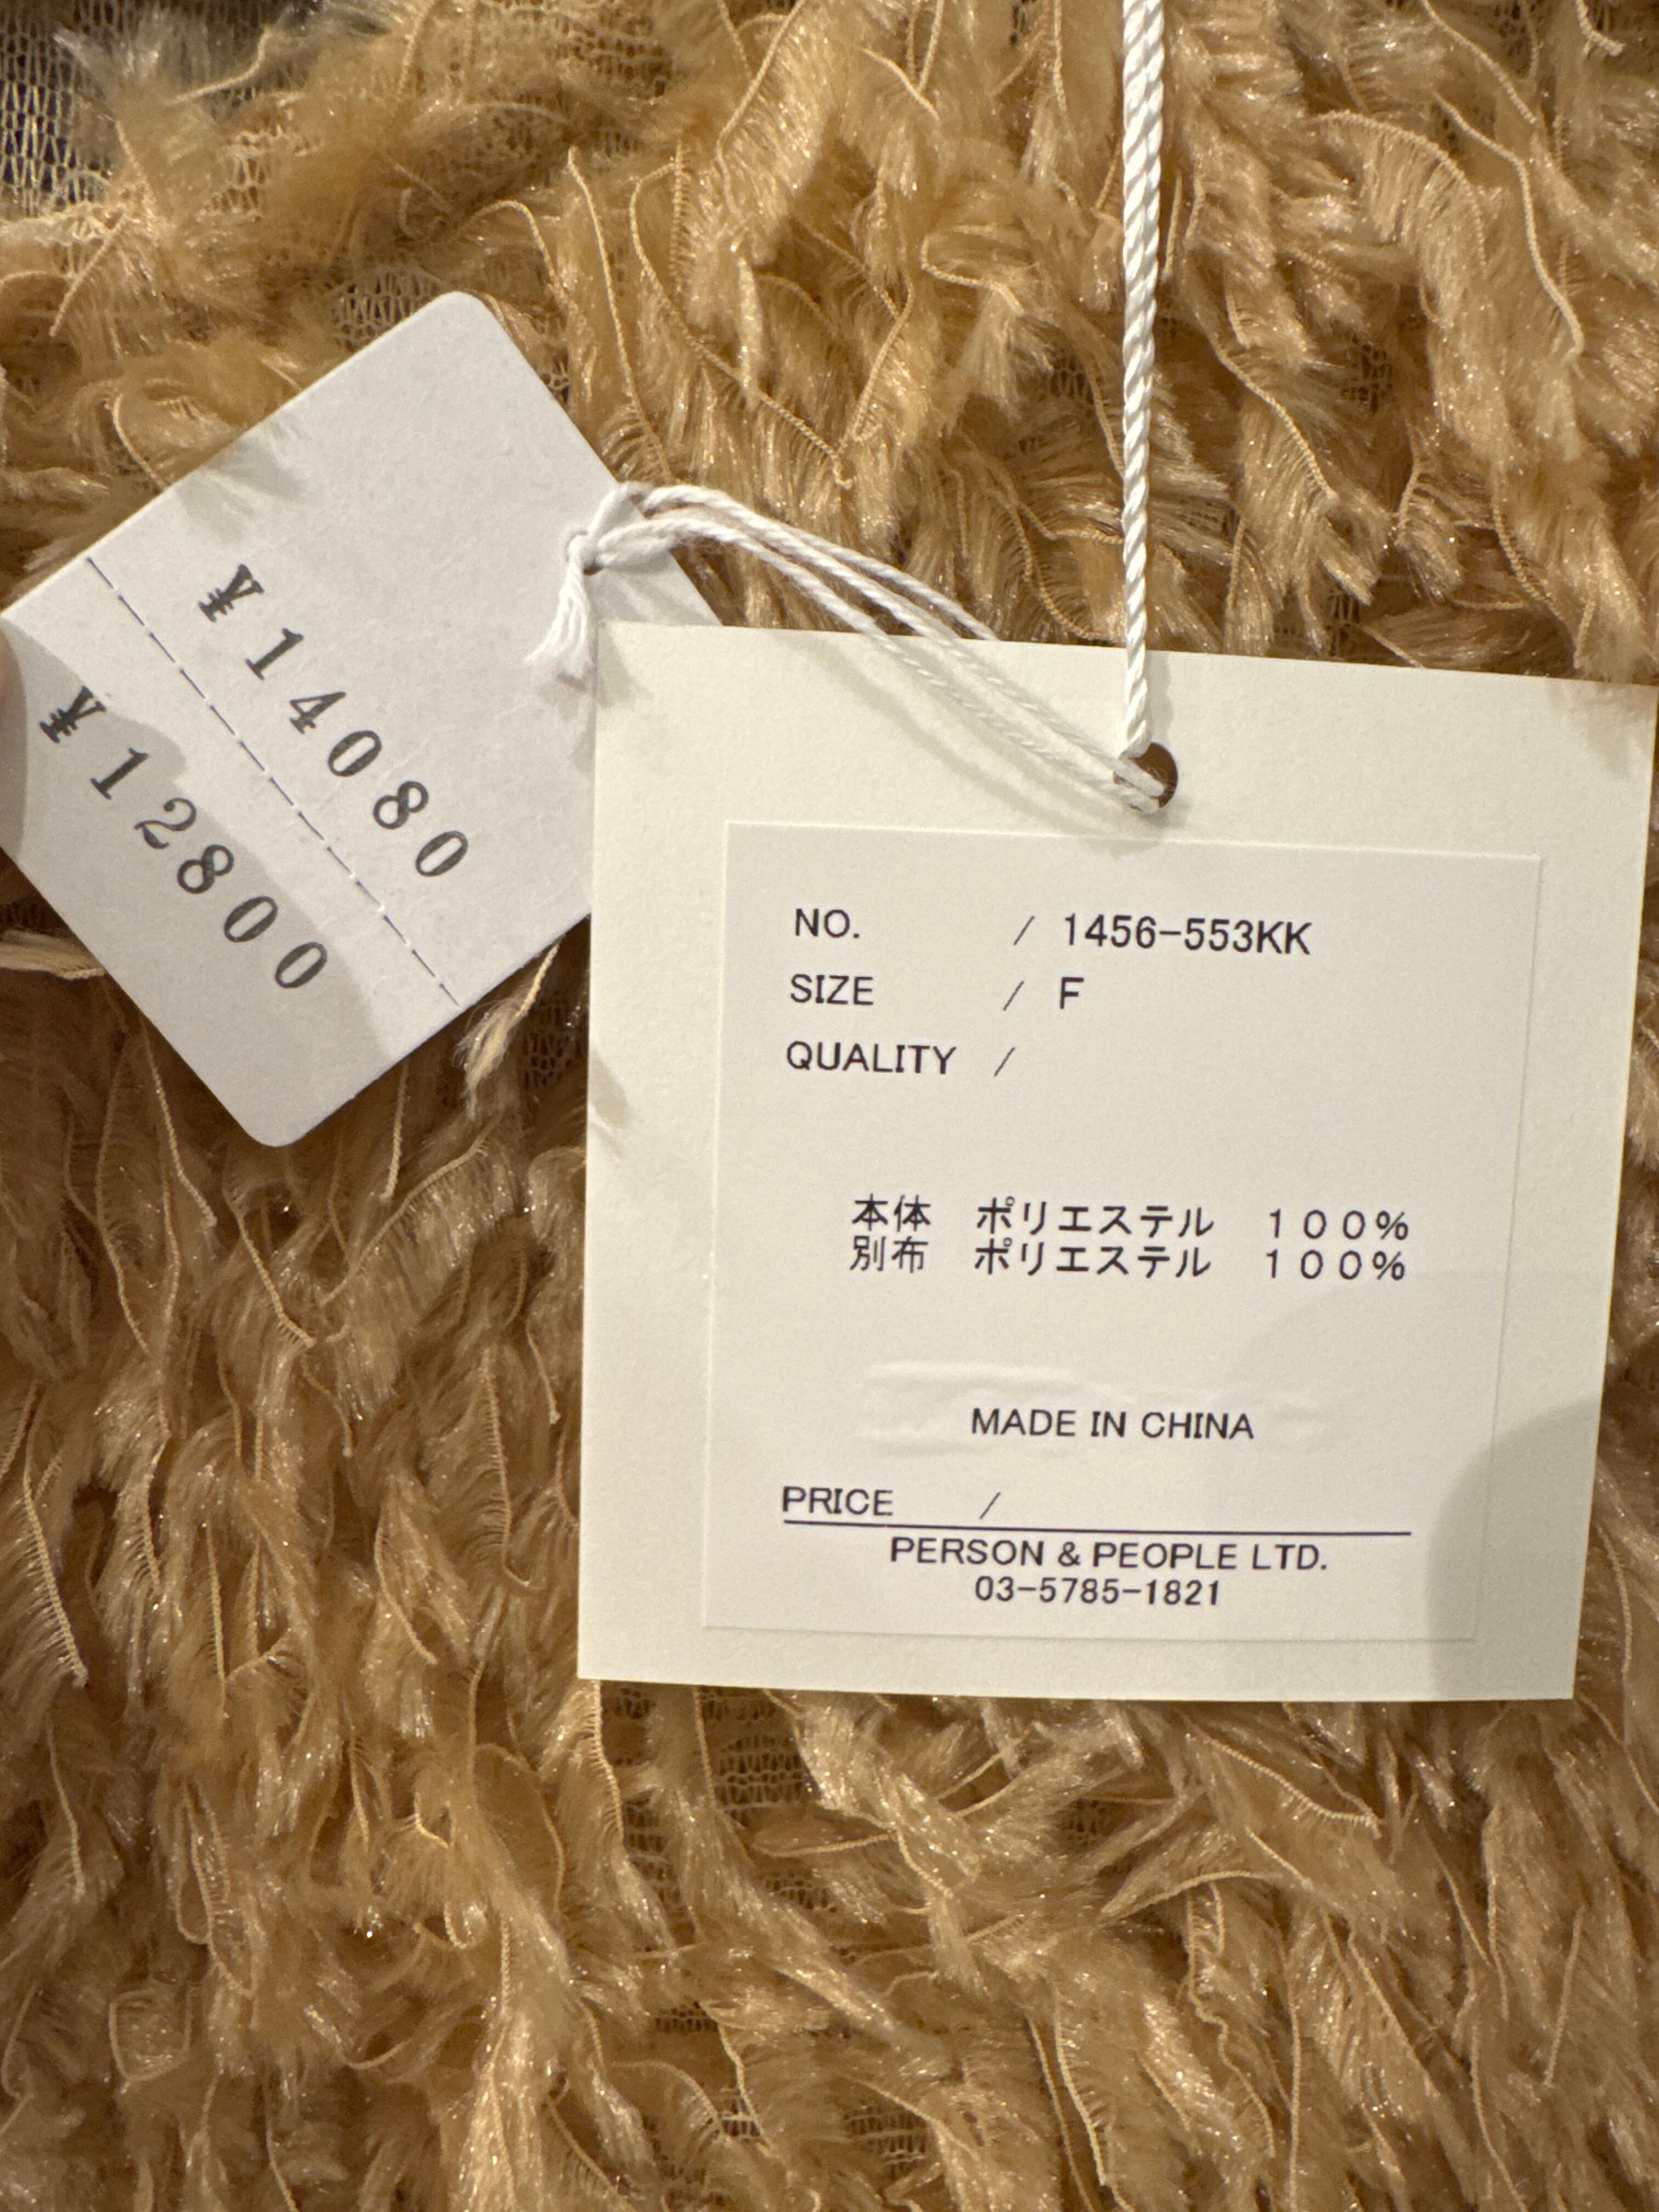 ¥14080
¥12800
NO. / 1456-553KK
SIZE / F
QUALITY /
本体 ポリエステル １００%
別布 ポリエステル １００%
MADE IN CHINA
PRICE /
PERSON & PEOPLE LTD.
03-5785-1821